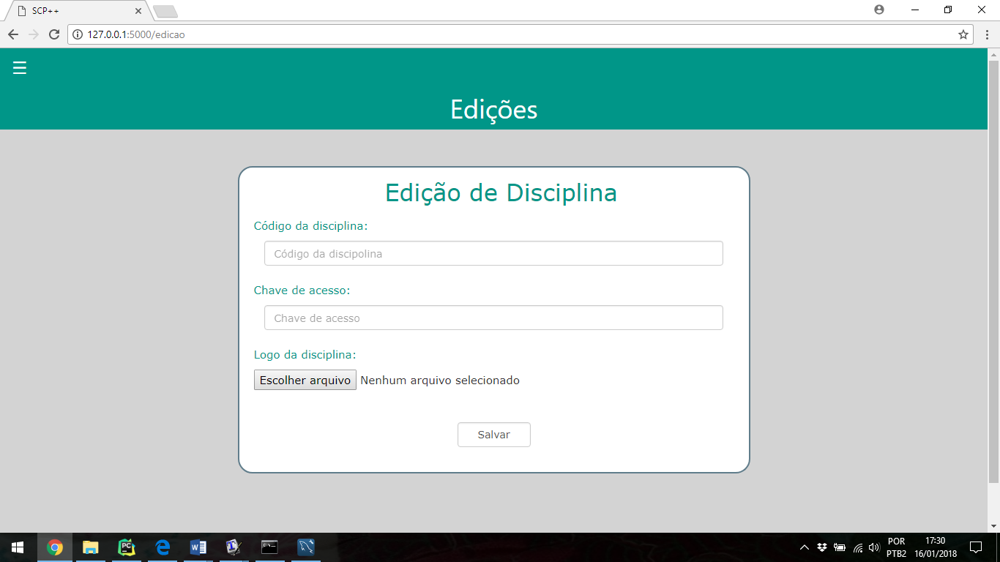 SCP++
127.0.0.1:5000/edicao
Edições
Edição de Disciplina
Código da disciplina:
Código da discipolina
Chave de acesso:
Chave de acesso
Logo da disciplina:
Escolher arquivo Nenhum arquivo selecionado
Salvar
POR 17:30
PTB2 16/01/2018